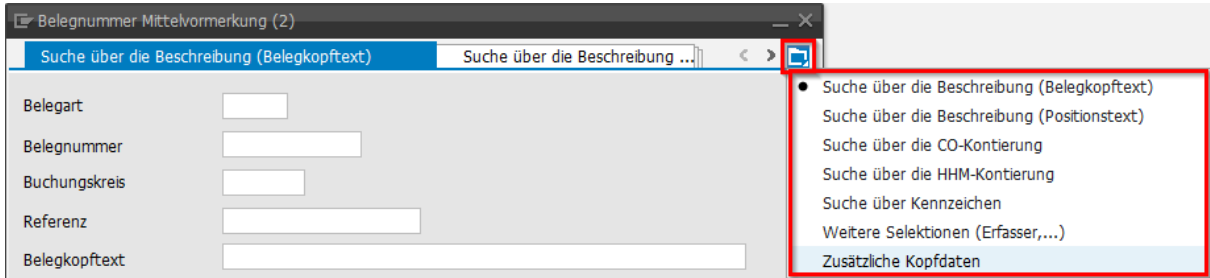 Belegnummer Mittelvormerkung (2)
Suche über die Beschreibung (Belegkopftext)
Suche über die Beschreibung ...
Belegart
Belegnummer
Buchungskreis
Referenz
Belegkopftext
Suche über die Beschreibung (Belegkopftext)
Suche über die Beschreibung (Positionstext)
Suche über die CO-Kontierung
Suche über die HHM-Kontierung
Suche über Kennzeichen
Weitere Selektionen (Erfasser,...)
Zusätzliche Kopfdaten